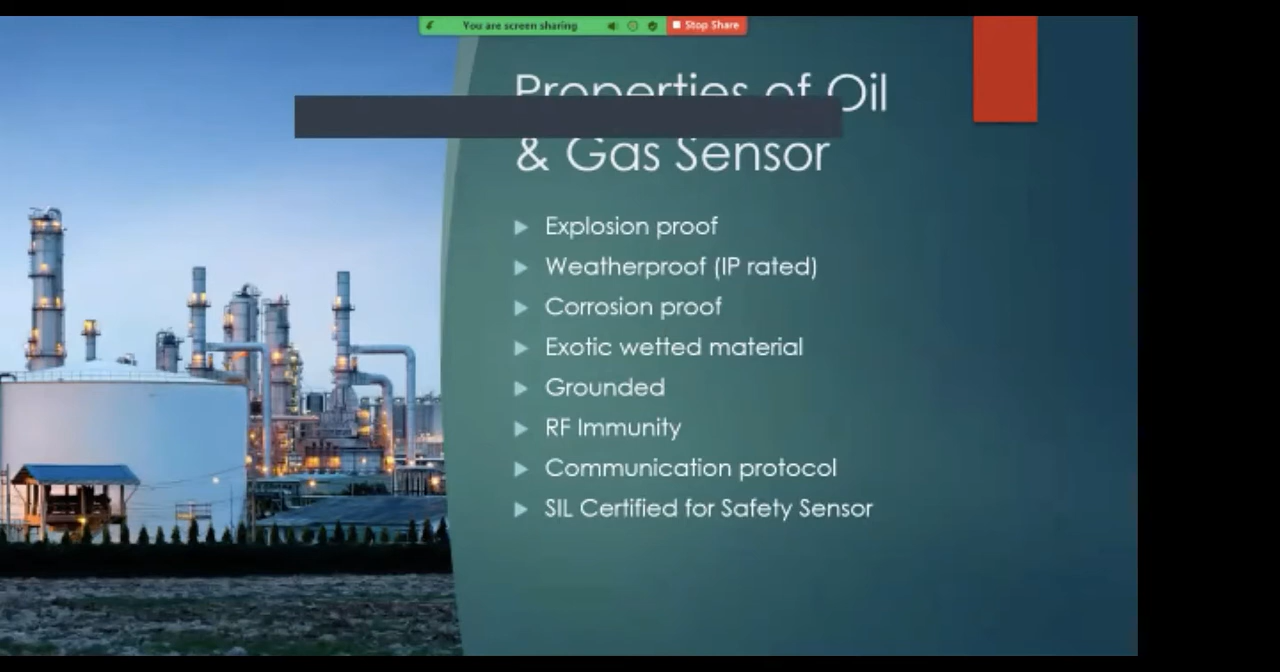 You are screen sharing
Stop Share
Properties of Oil
& Gas Sensor
Explosion proof
Weatherproof (IP rated)
Corrosion proof
Exotic wetted material
Grounded
RF Immunity
Communication protocol
SIL Certified for Safety Sensor